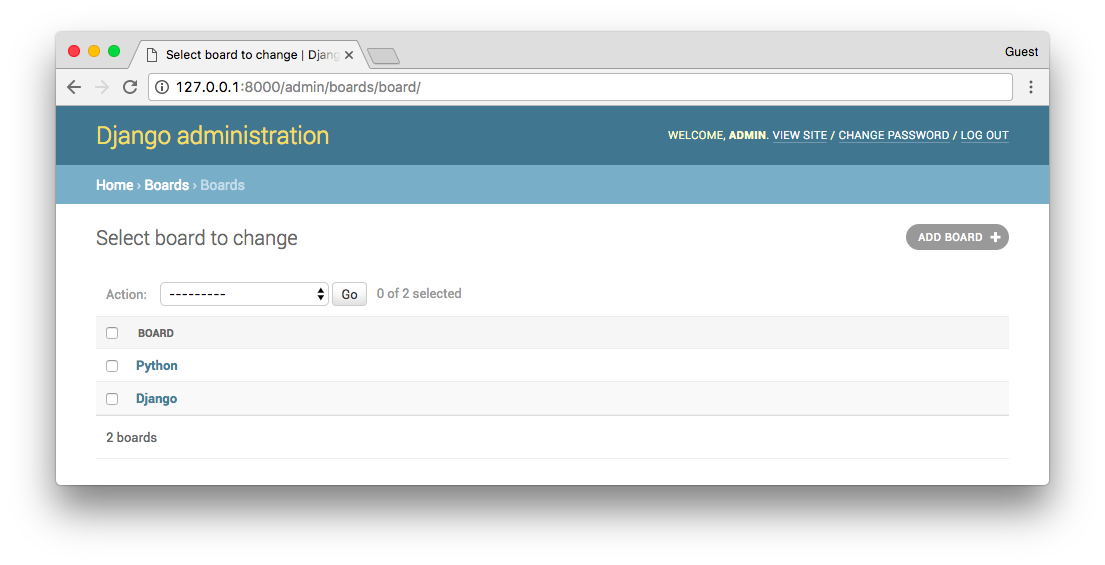 Select board to change | Djang
Guest
127.0.0.1:8000/admin/boards/board/
Django administration
WELCOME, ADMIN. VIEW SITE / CHANGE PASSWORD / LOG OUT
Home › Boards › Boards
Select board to change
ADD BOARD +
Action: --------- Go 0 of 2 selected
BOARD
Python
Django
2 boards